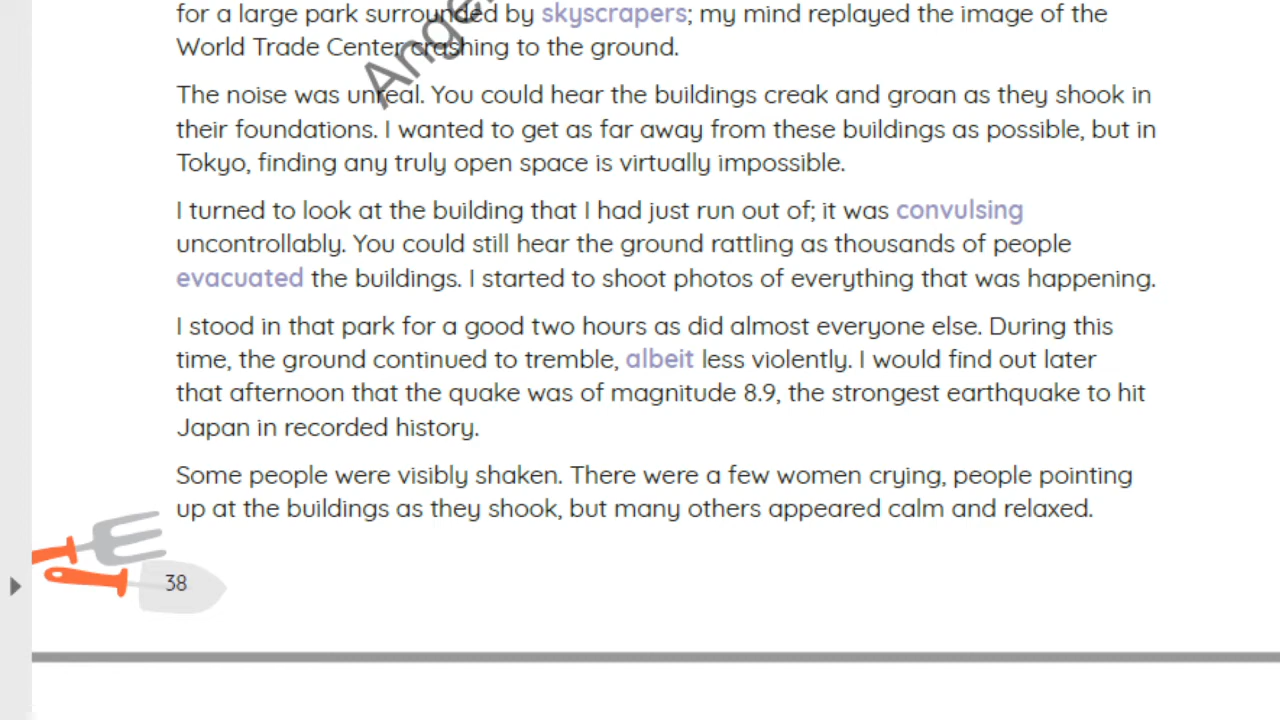 for a large park surrounded by skyscrapers; my mind replayed the image of the
World Trade Center crashing to the ground.
The noise was unreal. You could hear the buildings creak and groan as they shook in
their foundations. I wanted to get as far away from these buildings as possible, but in
Tokyo, finding any truly open space is virtually impossible.
I turned to look at the building that I had just run out of; it was convulsing
uncontrollably. You could still hear the ground rattling as thousands of people
evacuated the buildings. I started to shoot photos of everything that was happening.
I stood in that park for a good two hours as did almost everyone else. During this
time, the ground continued to tremble, albeit less violently. I would find out later
that afternoon that the quake was of magnitude 8.9, the strongest earthquake to hit
Japan in recorded history.
Some people were visibly shaken. There were a few women crying, people pointing
up at the buildings as they shook, but many others appeared calm and relaxed.
38